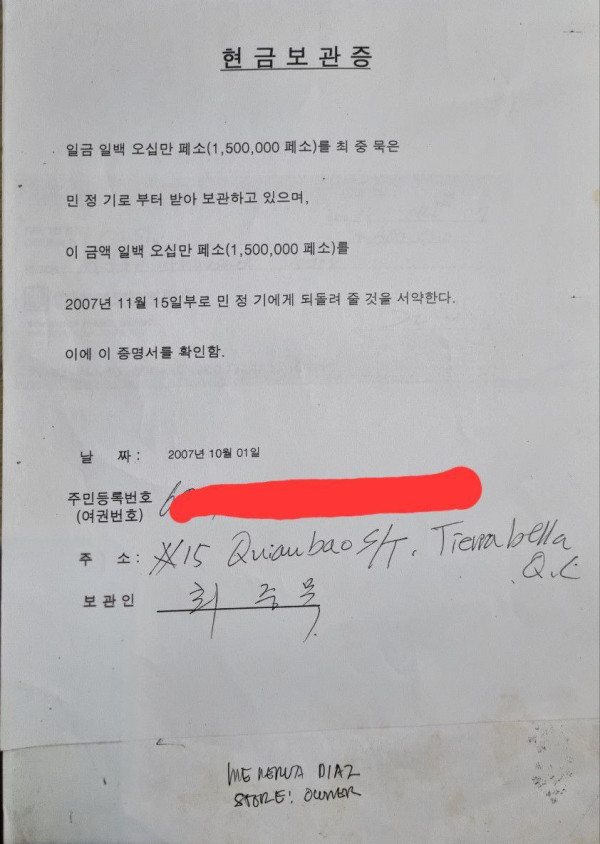 현금보관증
일금 일백 오십만 페소(1,500,000 페소)를 최 중 묵은
민 정 기로 부터 받아 보관하고 있으며,
이 금액 일백 오십만 페소(1,500,000 페소)를
2007년 11월 15일부로 민 정 기에게 되돌려 줄 것을 서약한다.
이에 이 증명서를 확인함.
날 짜 : 2007년 10월 01일
주민등록번호
(여권번호)
주 소 : #15 S/T. Tierra bella
Q.C
보 관 인 최 중 묵
DIAZ
STORE: OWNER